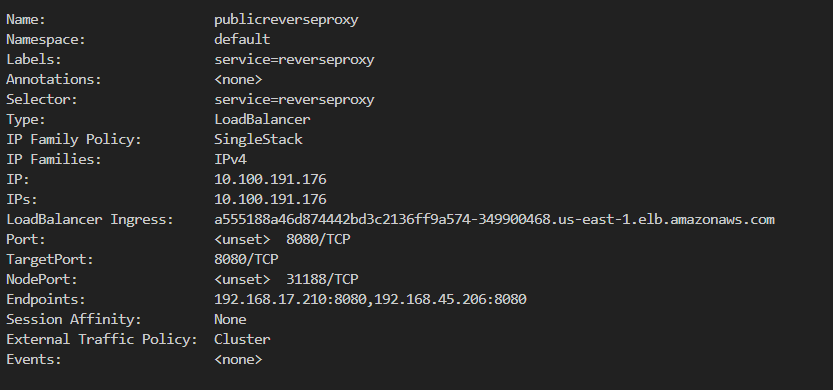 Name:                     publicreverseproxy
Namespace:                default
Labels:                   service=reverseproxy
Annotations:              <none>
Selector:                 service=reverseproxy
Type:                     LoadBalancer
IP Family Policy:         SingleStack
IP Families:              IPv4
IP:                       10.100.191.176
IPs:                      10.100.191.176
LoadBalancer Ingress:     a555188a46d874442bd3c2136ff9a574-349900468.us-east-1.elb.amazonaws.com
Port:                     <unset>  8080/TCP
TargetPort:               8080/TCP
NodePort:                 <unset>  31188/TCP
Endpoints:                192.168.17.210:8080,192.168.45.206:8080
Session Affinity:         None
External Traffic Policy:  Cluster
Events:                   <none>